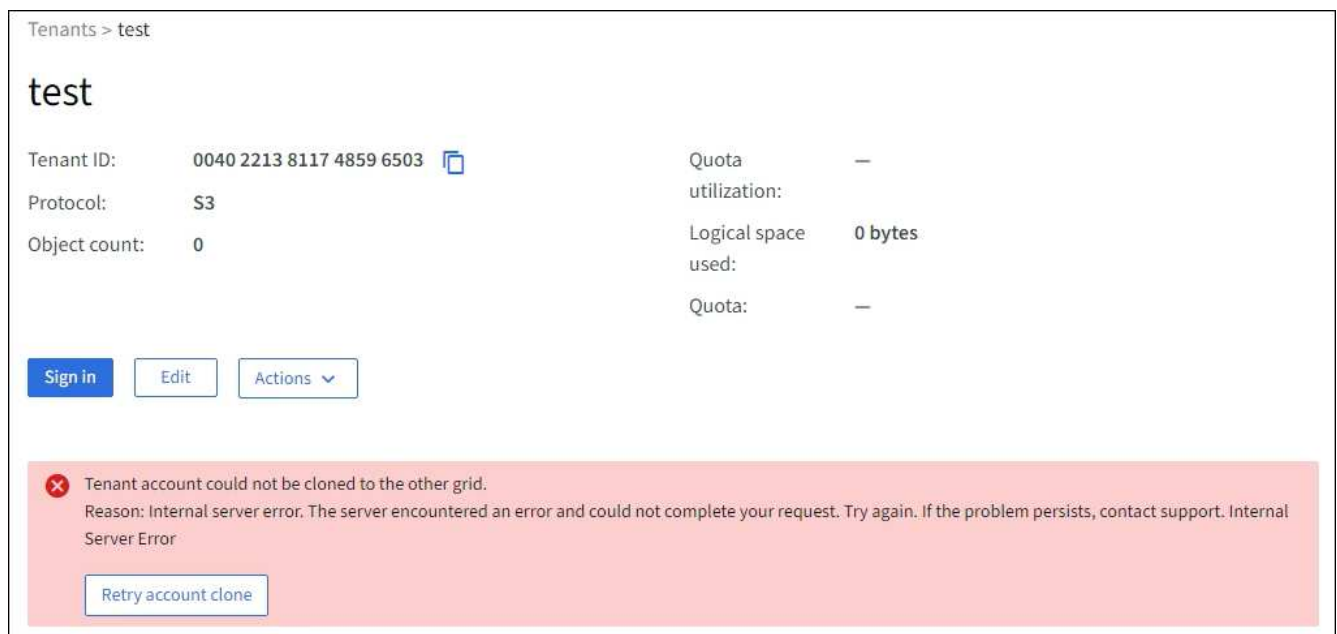 Tenants > test
test
Tenant ID: 0040 2213 8117 4859 6503
Protocol: S3
Object count: 0
Quota
utilization: —
Logical space
used: 0 bytes
Quota: —
Sign in Edit Actions
Tenant account could not be cloned to the other grid.
Reason: Internal server error. The server encountered an error and could not complete your request. Try again. If the problem persists, contact support. Internal
Server Error
Retry account clone